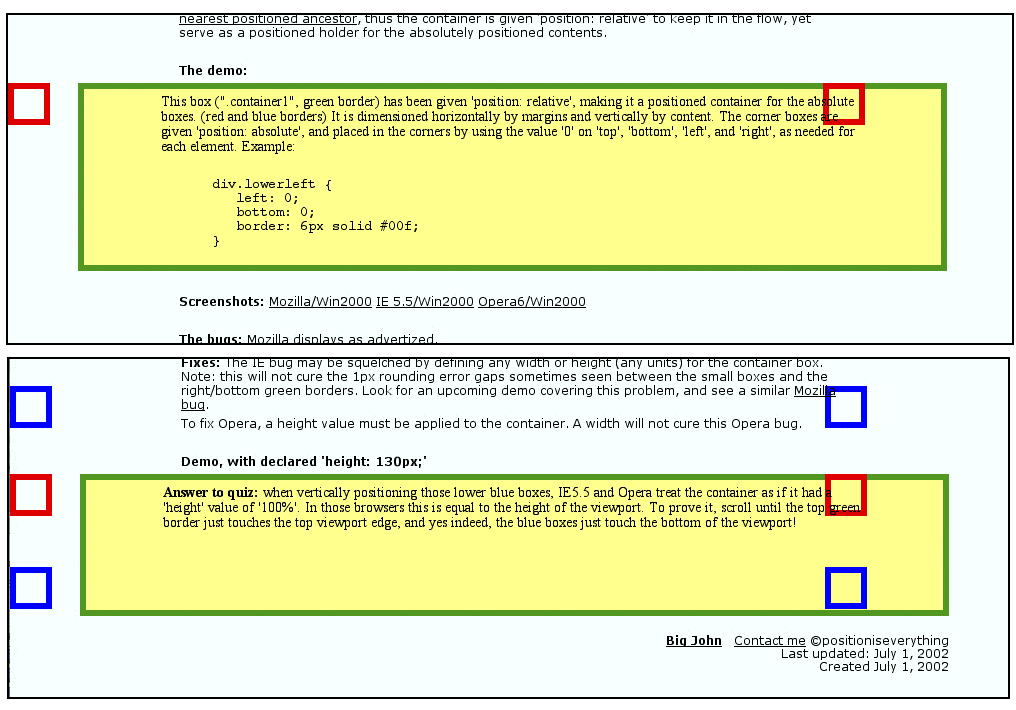 nearest positioned ancestor, thus the container is given 'position: relative' to keep it in the flow, yet
serve as a positioned holder for the absolutely positioned contents.
The demo:
This box (".container1", green border) has been given 'position: relative', making it a positioned container for the absolute
boxes. (red and blue borders) It is dimensioned horizontally by margins and vertically by content. The corner boxes are
given 'position: absolute', and placed in the corners by using the value '0' on 'top', 'bottom', 'left', and 'right', as needed for
each element. Example:
div.lowerleft {
left: 0;
bottom: 0;
border: 6px solid #00f;
}
Screenshots: Mozilla/Win2000 IE 5.5/Win2000 Opera6/Win2000
The bugs: Mozilla displays as advertized.
Fixes: The IE bug may be squelched by defining any width or height (any units) for the container box.
Note: this will not cure the 1px rounding error gaps sometimes seen between the small boxes and the
right/bottom green borders. Look for an upcoming demo covering this problem, and see a similar Mozilla
bug.
To fix Opera, a height value must be applied to the container. A width will not cure this Opera bug.
Demo, with declared 'height: 130px;'
Answer to quiz: when vertically positioning those lower blue boxes, IE5.5 and Opera treat the container as if it had a
'height' value of '100%'. In those browsers this is equal to the height of the viewport. To prove it, scroll until the top green
border just touches the top viewport edge, and yes indeed, the blue boxes just touch the bottom of the viewport!
Big John Contact me ©positioniseverything
Last updated: July 1, 2002
Created July 1, 2002